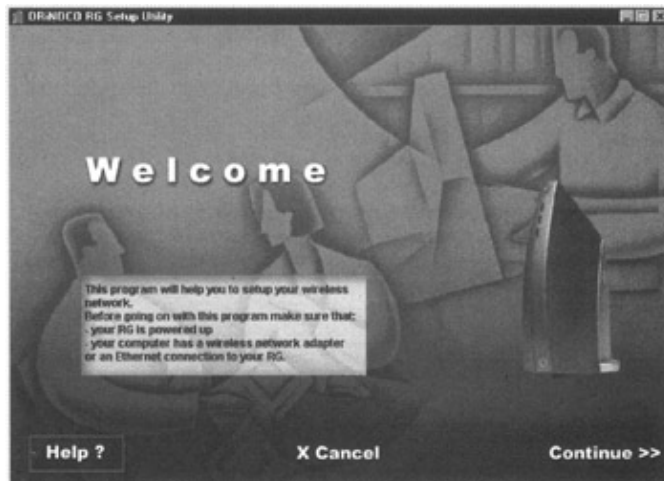 RG Setup Utility
Welcome
This program will help you to setup your wireless
network.
Before going on with this program make sure that:
- your RG is powered up
- your computer has a wireless network adapter
or an Ethernet connection to your RG.
Help ?
X Cancel
Continue >>